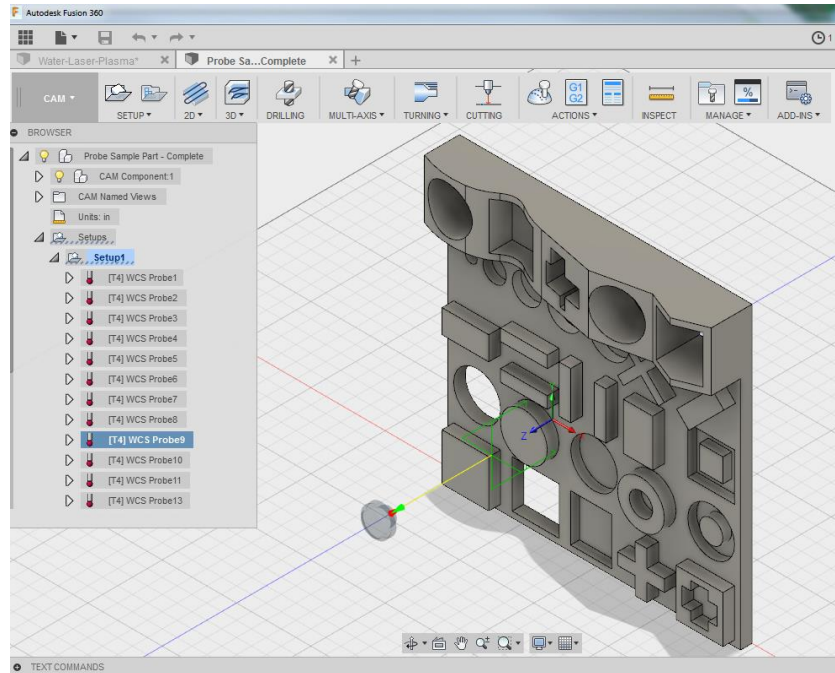 Autodesk Fusion 360
1
Water-Laser-Plasma*
Probe Sa...Complete
CAM
SETUP
2D
3D
DRILLING
MULTI-AXIS
TURNING
CUTTING
G1
G2
ACTIONS
%
INSPECT
MANAGE
ADD-INS
BROWSER
Probe Sample Part - Complete
CAM Component:1
CAM Named Views
Units: in
Setups
Setup1
[T4] WCS Probe1
[T4] WCS Probe2
[T4] WCS Probe3
[T4] WCS Probe4
[T4] WCS Probe5
[T4] WCS Probe6
[T4] WCS Probe7
[T4] WCS Probe8
[T4] WCS Probe9
[T4] WCS Probe10
[T4] WCS Probe11
[T4] WCS Probe12
[T4] WCS Probe13
Z
TEXT COMMANDS